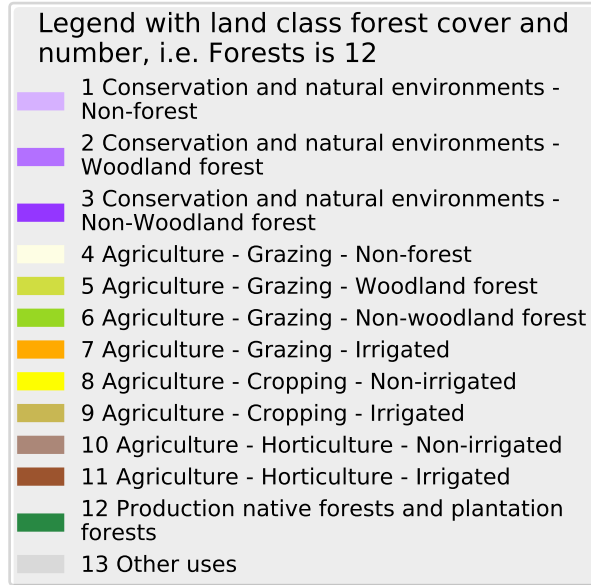 Legend with land class forest cover and
number, i.e. Forests is 12
1 Conservation and natural environments -
Non-forest
2 Conservation and natural environments -
Woodland forest
3 Conservation and natural environments -
Non-Woodland forest
4 Agriculture - Grazing - Non-forest
5 Agriculture - Grazing - Woodland forest
6 Agriculture - Grazing - Non-woodland forest
7 Agriculture - Grazing - Irrigated
8 Agriculture - Cropping - Non-irrigated
9 Agriculture - Cropping - Irrigated
10 Agriculture - Horticulture - Non-irrigated
11 Agriculture - Horticulture - Irrigated
12 Production native forests and plantation
forests
13 Other uses